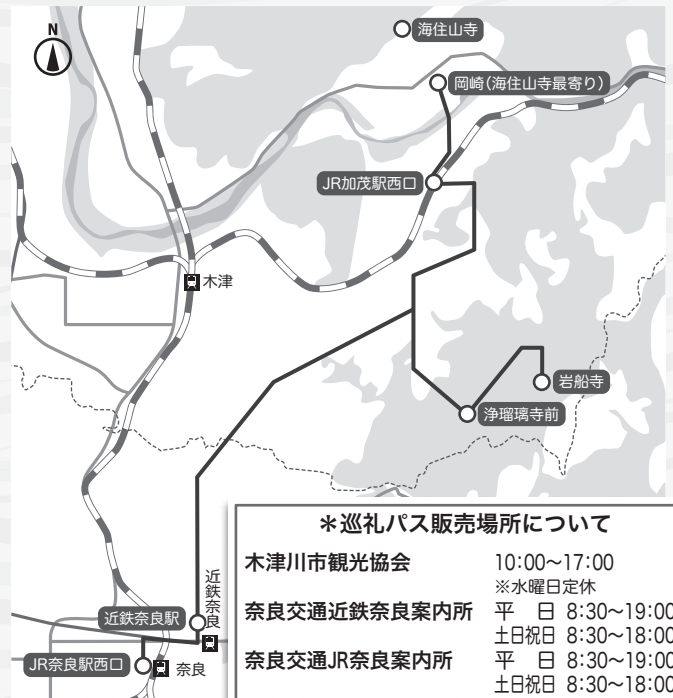 N
海住山寺
岡崎(海住山寺最寄り)
JR加茂駅西口
木津
岩船寺
浄瑠璃寺前
近鉄奈良
近鉄奈良駅
JR奈良駅西口
奈良
＊巡礼パス販売場所について
木津川市観光協会 10:00〜17:00
※水曜日定休
奈良交通近鉄奈良案内所 平　日 8:30〜19:00
土日祝日 8:30〜18:00
奈良交通JR奈良案内所 平　日 8:30〜19:00
土日祝日 8:30〜18:00